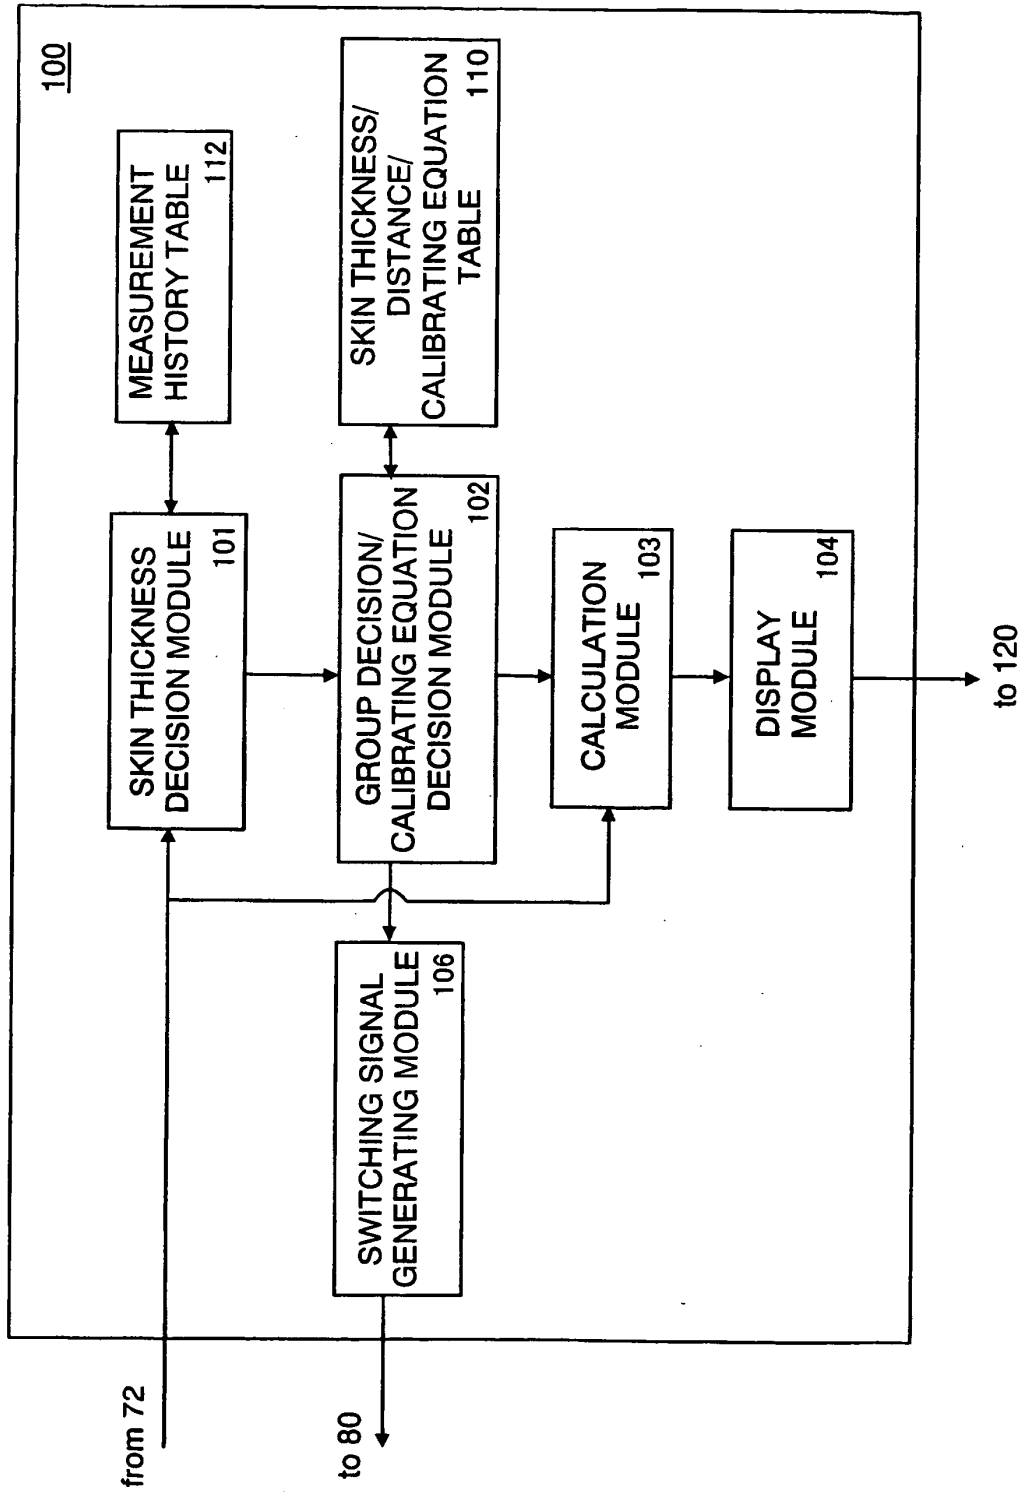 100
MEASUREMENT
HISTORY TABLE
112
SKIN THICKNESS/
DISTANCE/
CALIBRATING EQUATION
TABLE
110
SKIN THICKNESS
DECISION MODULE
101
GROUP DECISION/
CALIBRATING EQUATION
DECISION MODULE
102
CALCULATION
MODULE
103
DISPLAY
MODULE
104
SWITCHING SIGNAL
GENERATING MODULE
106
from 72
to 80
to 120